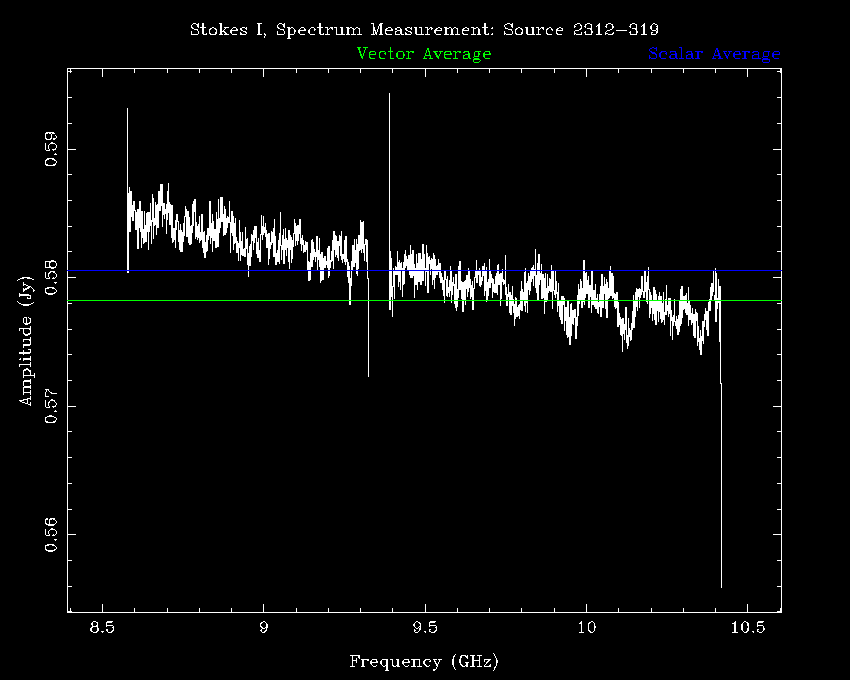 Stokes I, Spectrum Measurement: Source 2312−319
Vector Average
Scalar Average
0.59
0.58
0.57
0.56
Amplitude (Jy)
8.5 9 9.5 10 10.5
Frequency (GHz)